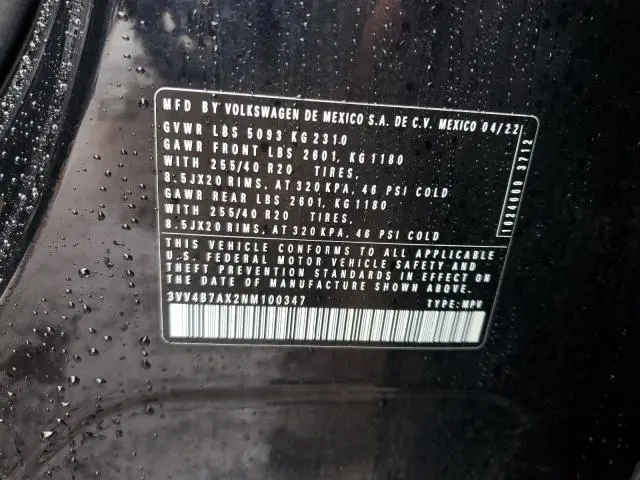 MFD BY VOLKSWAGEN DE MEXICO S.A. DE C.V. MEXICO 04/22
GVWR LBS 5093 KG 2310
GAWR FRONT LBS 2601, KG 1180
WITH 255/40 R20 TIRES,
8.5JX20 RIMS, AT 320 KPA, 46 PSI COLD
GAWR REAR LBS 2601, KG 1180
WITH 255/40 R20 TIRES.
8.5JX20 RIMS, AT 320 KPA, 46 PSI COLD
THIS VEHICLE CONFORMS TO ALL APPLICABLE
U.S. FEDERAL MOTOR VEHICLE SAFETY AND
THEFT PREVENTION STANDARDS IN EFFECT ON
THE DATE OF MANUFACTURE SHOWN ABOVE.
3VV4B7AX2NM100347 TYPE: MPV
3712